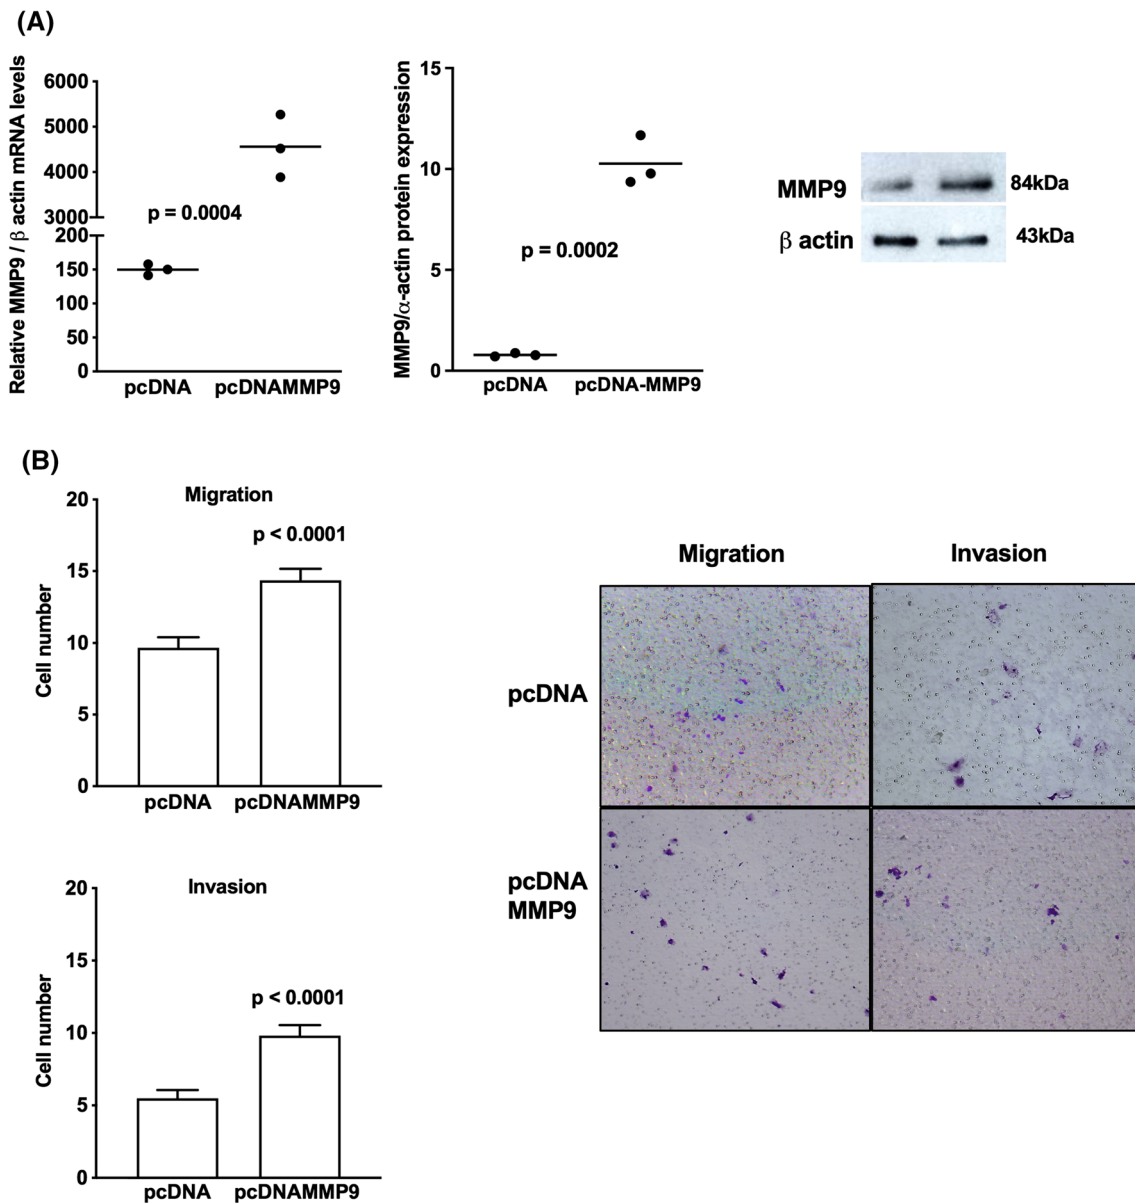 (A)
Relative MMP9 / β actin mRNA levels
6000
5000
4000
3000
200
150
100
50
0
p = 0.0004
pcDNA pcDNAMMP9
MMP9/α-actin protein expression
15
10
5
0
p = 0.0002
pcDNA pcDNA-MMP9
MMP9 84kDa
β actin 43kDa
(B)
Migration
Cell number
20
15
10
5
0
p < 0.0001
pcDNA pcDNAMMP9
Invasion
Cell number
20
15
10
5
0
p < 0.0001
pcDNA pcDNAMMP9
Migration Invasion
pcDNA
pcDNA
MMP9